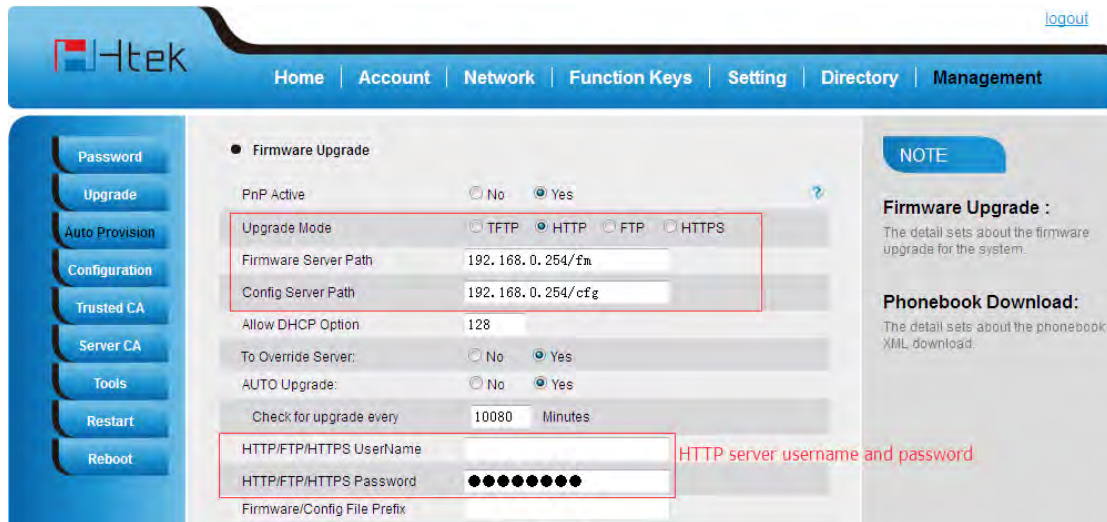 logout
Htek
Home | Account | Network | Function Keys | Setting | Directory | Management
Password
Upgrade
Auto Provision
Configuration
Trusted CA
Server CA
Tools
Restart
Reboot
Firmware Upgrade
PnP Active No Yes ?
Upgrade Mode TFTP HTTP FTP HTTPS
Firmware Server Path 192.168.0.254/fm
Config Server Path 192.168.0.254/cfg
Allow DHCP Option 128
To Override Server: No Yes
AUTO Upgrade: No Yes
Check for upgrade every 10080 Minutes
HTTP/FTP/HTTPS UserName
HTTP server username and password
HTTP/FTP/HTTPS Password ●●●●●●●●
Firmware/Config File Prefix
NOTE
Firmware Upgrade :
The detail sets about the firmware
upgrade for the system.
Phonebook Download:
The detail sets about the phonebook
XML download.